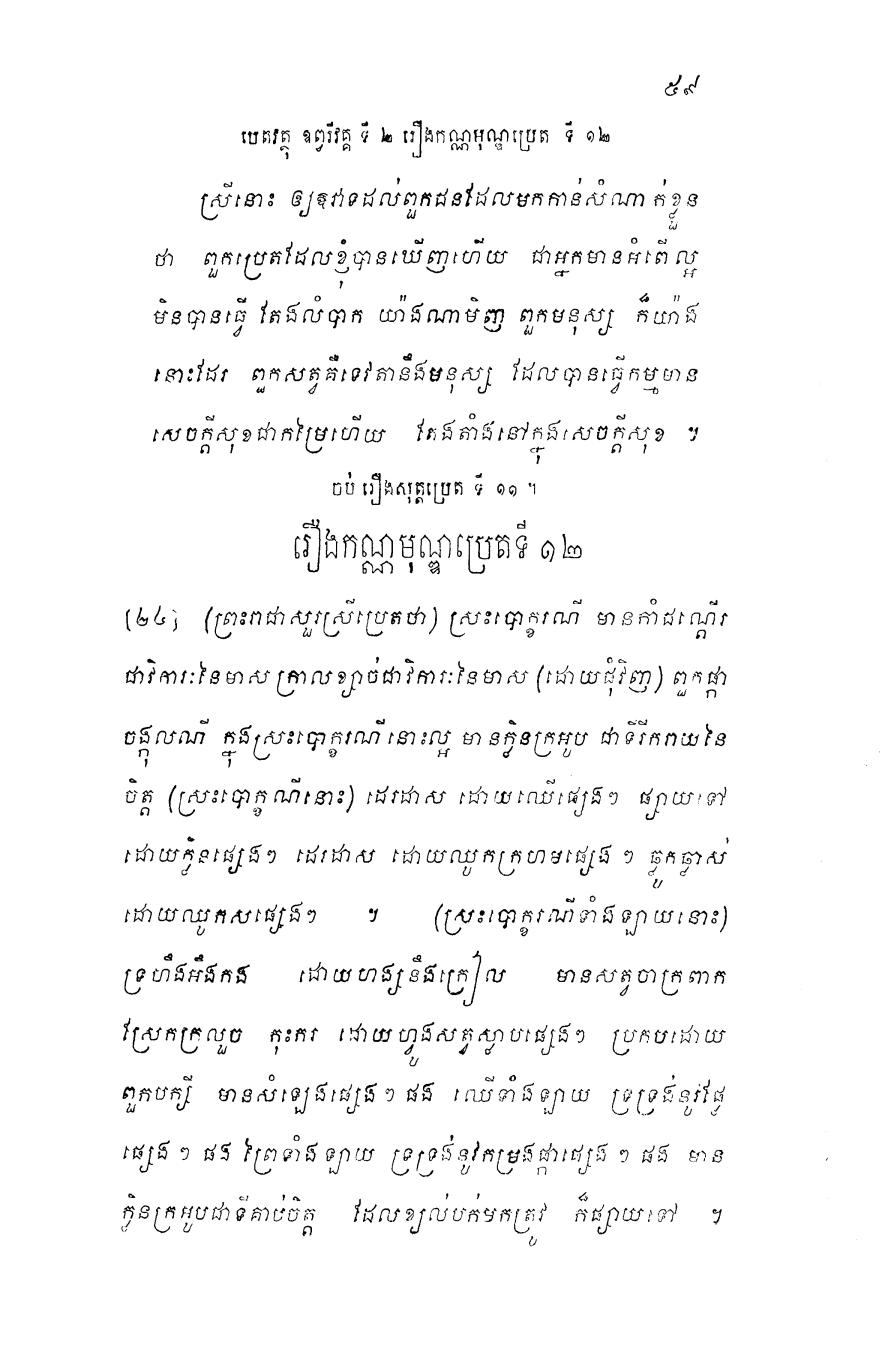 ៥៩
បេតវត្ថុ ឧព្វរីវគ្គ ទី ២ រឿងកណ្ណមុណ្ឌប្រេត ទី ១២
ស្រីនោះ ឲ្យឱវាទដល់ពួកជនដែលមកកាន់សំណាក់ខ្លួន
ថា ពួកប្រេតដែលខ្ញុំបានឃើញហើយ ជាអ្នកមានអំពើល្អ
មិនបានធ្វើ តែងលំបាក យ៉ាងណាមិញ ពួកមនុស្ស ក៏យ៉ាង
នោះដែរ ពួកសត្វគឺទេវតានឹងមនុស្ស ដែលបានធ្វើកម្មមាន
សេចក្តីសុខជាកម្រៃហើយ តែងតាំងនៅក្នុងសេចក្តីសុខ ។
ចប់ រឿងសុត្តប្រេត ទី ១១ ។
រឿងកណ្ណមុណ្ឌប្រេតទី ១២
[២៤] (ព្រះរាជាសួរស្រីប្រេតថា) ស្រះបោក្ខរណី មានកាំជណ្តើរ
ជាវិការៈនៃមាស ក្រាលខ្សាច់ជាវិការៈនៃមាស (ដោយជុំវិញ) ពួកផ្កា
ចង្កុលណី ក្នុងស្រះបោក្ខរណីនោះល្អ មានក្លិនក្រអូប ជាទីរីករាយនៃ
ចិត្ត (ស្រះបោក្ខណីនោះ) ដេរដាស ដោយឈើផ្សេងៗ ផ្សាយទៅ
ដោយក្លិនផ្សេងៗ ដេរដាស ដោយឈូកក្រហមផ្សេង ៗ ច្នូកច្នាស់
ដោយឈូកសផ្សេងៗ ។ (ស្រះបោក្ខរណីទាំងឡាយនោះ)
ទ្រហឹងអឹងកង ដោយហង្សនឹងក្រៀល មានសត្វចាក្រពាក
ស្រែកក្រលួច កុះករ ដោយហ្វូងសត្វស្លាបផ្សេងៗ ប្រកបដោយ
ពួកបក្សី មានសំឡេងផ្សេងៗ ផង ឈើទាំងឡាយ ទ្រទ្រង់នូវផ្លែ
ផ្សេង ៗ ផង ព្រៃទាំងឡាយ ទ្រទ្រង់នូវកម្រងផ្កាផ្សេង ៗ ផង មាន
ក្លិនក្រអូបជាទីគាប់ចិត្ត ដែលខ្យល់បក់មកត្រូវ ក៏ផ្សាយទៅ ។